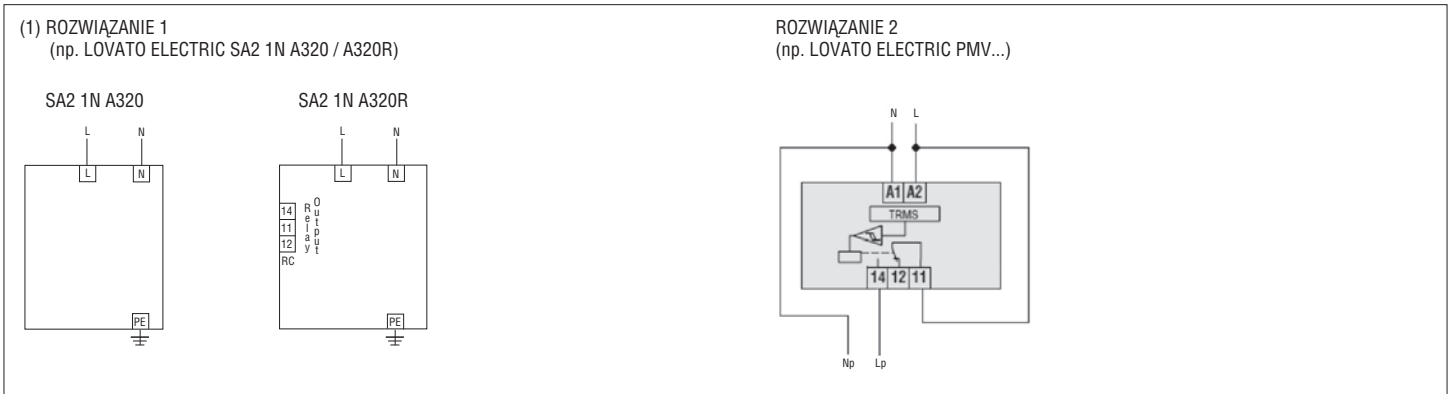 (1) ROZWIĄZANIE 1
(np. LOVATO ELECTRIC SA2 1N A320 / A320R)
SA2 1N A320
L N
L N
PE
SA2 1N A320R
L N
L N
14
11
12
RC
Relay
Output
PE
ROZWIĄZANIE 2
(np. LOVATO ELECTRIC PMV...)
N L
A1 A2
TRMS
14 12 11
Np Lp